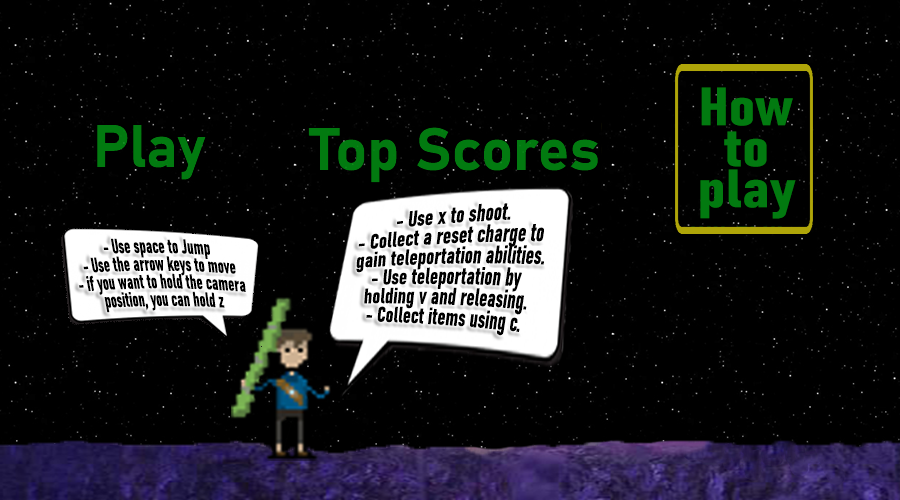 Play
Top Scores
How
to
play
- Use space to Jump
- Use the arrow keys to move
- if you want to hold the camera
position, you can hold z
- Use x to shoot.
- Collect a reset charge to
gain teleportation abilities.
- Use teleportation by
holding v and releasing.
- Collect items using c.